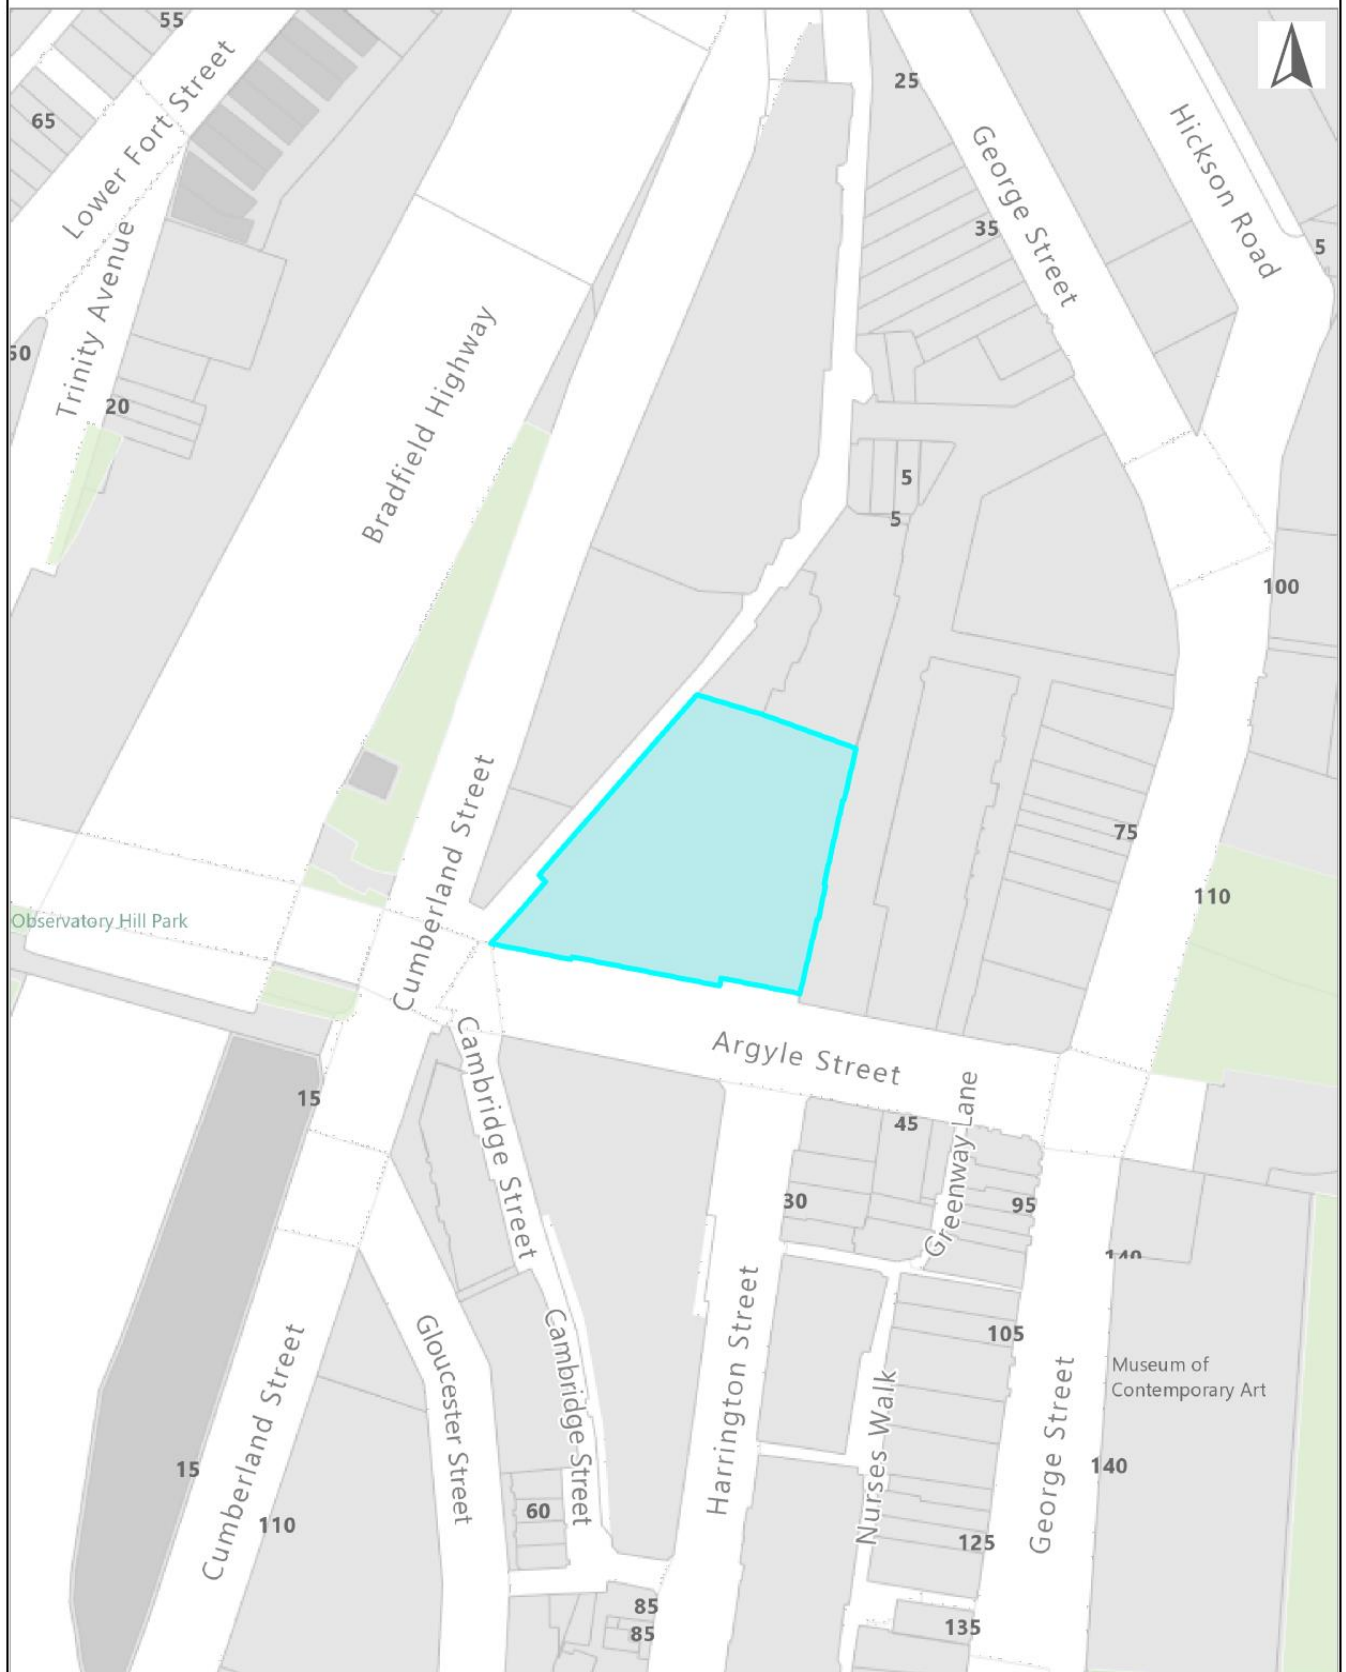 55
25
65
Lower Fort Street
George Street
Hickson Road
35
5
Trinity Avenue
50
20
Bradfield Highway
5
5
100
Cumberland Street
75
110
Observatory Hill Park
Argyle Street
Cambridge Street
15
45
Greenway Lane
30
95
140
105
Gloucester Street
Cambridge Street
Harrington Street
Museum of
Contemporary Art
Nurses Walk
George Street
15
140
Cumberland Street
110
60
125
85
85
135